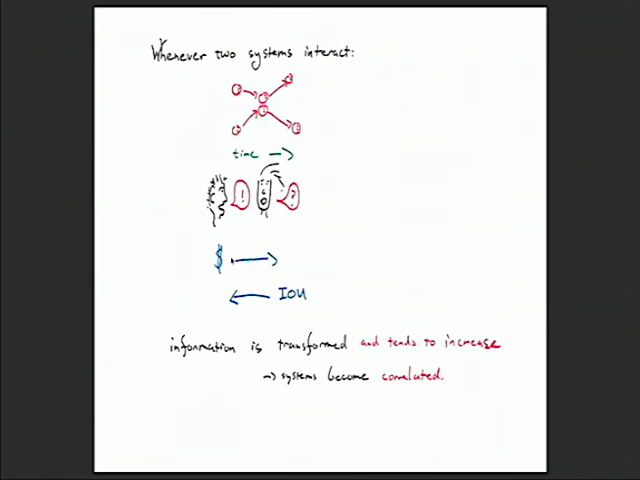 Whenever two systems interact:
time →
! ?
$ →
← IOU
information is transformed and tends to increase
→ systems become correlated.